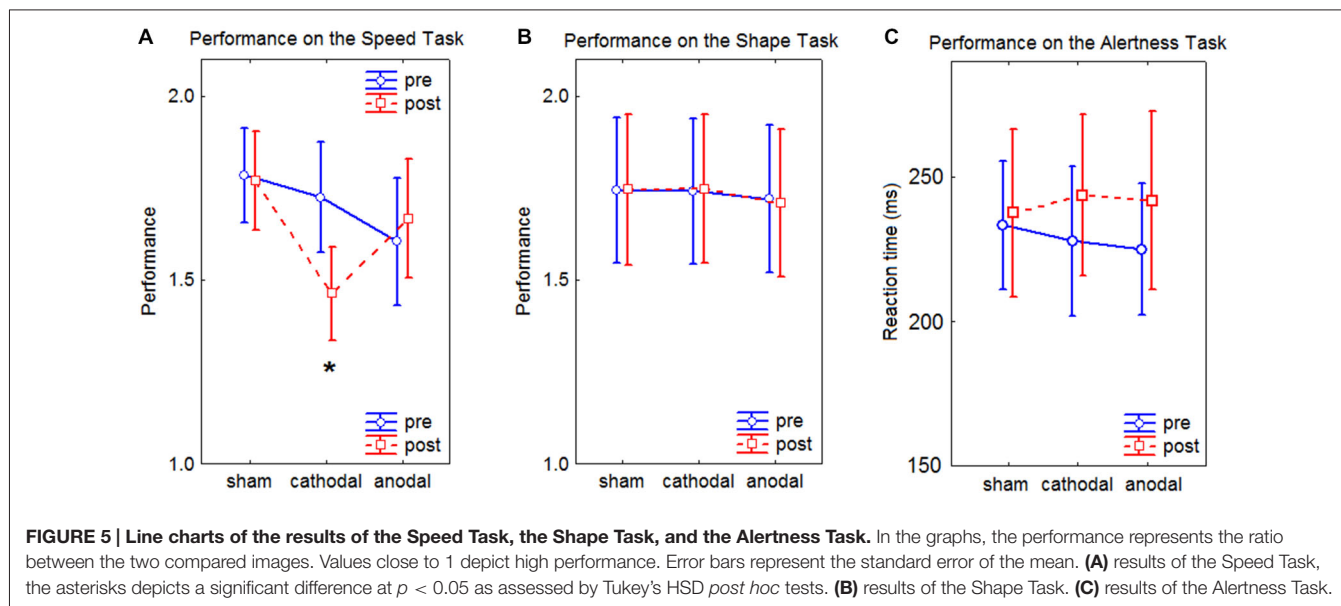 A Performance on the Speed Task
pre
post
2.0
1.5
1.0
Performance
*
pre
post
sham cathodal anodal
B Performance on the Shape Task
2.0
1.5
1.0
Performance
pre
post
sham cathodal anodal
C Performance on the Alertness Task
250
200
150
Reaction time (ms)
pre
post
sham cathodal anodal
FIGURE 5 | Line charts of the results of the Speed Task, the Shape Task, and the Alertness Task. In the graphs, the performance represents the ratio
between the two compared images. Values close to 1 depict high performance. Error bars represent the standard error of the mean. (A) results of the Speed Task,
the asterisks depicts a significant difference at p < 0.05 as assessed by Tukey's HSD post hoc tests. (B) results of the Shape Task. (C) results of the Alertness Task.